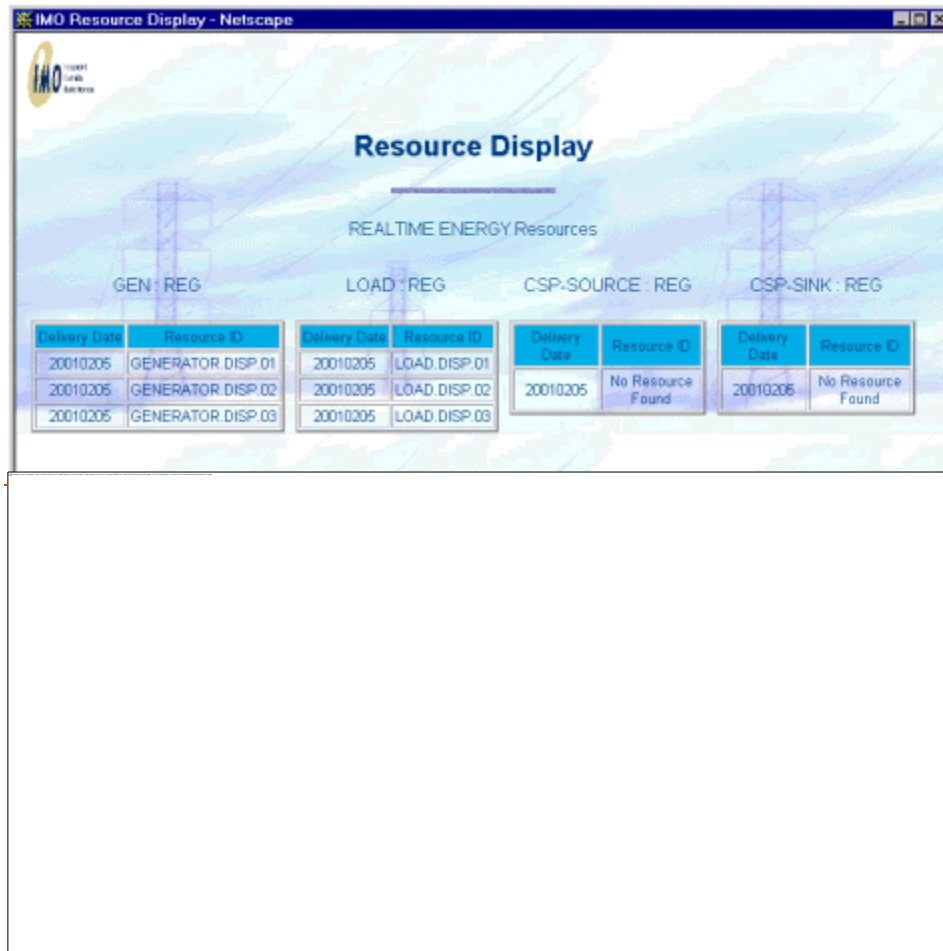 IMO Resource Display - Netscape
IMO
Resource Display
REALTIME ENERGY Resources
GEN : REG
Delivery Date Resource ID
20010205 GENERATOR.DISP.01
20010205 GENERATOR.DISP.02
20010205 GENERATOR.DISP.03
LOAD : REG
Delivery Date Resource ID
20010205 LOAD.DISP.01
20010205 LOAD.DISP.02
20010205 LOAD.DISP.03
CSP-SOURCE : REG
Delivery Date Resource ID
20010205 No Resource Found
CSP-SINK : REG
Delivery Date Resource ID
20010205 No Resource Found